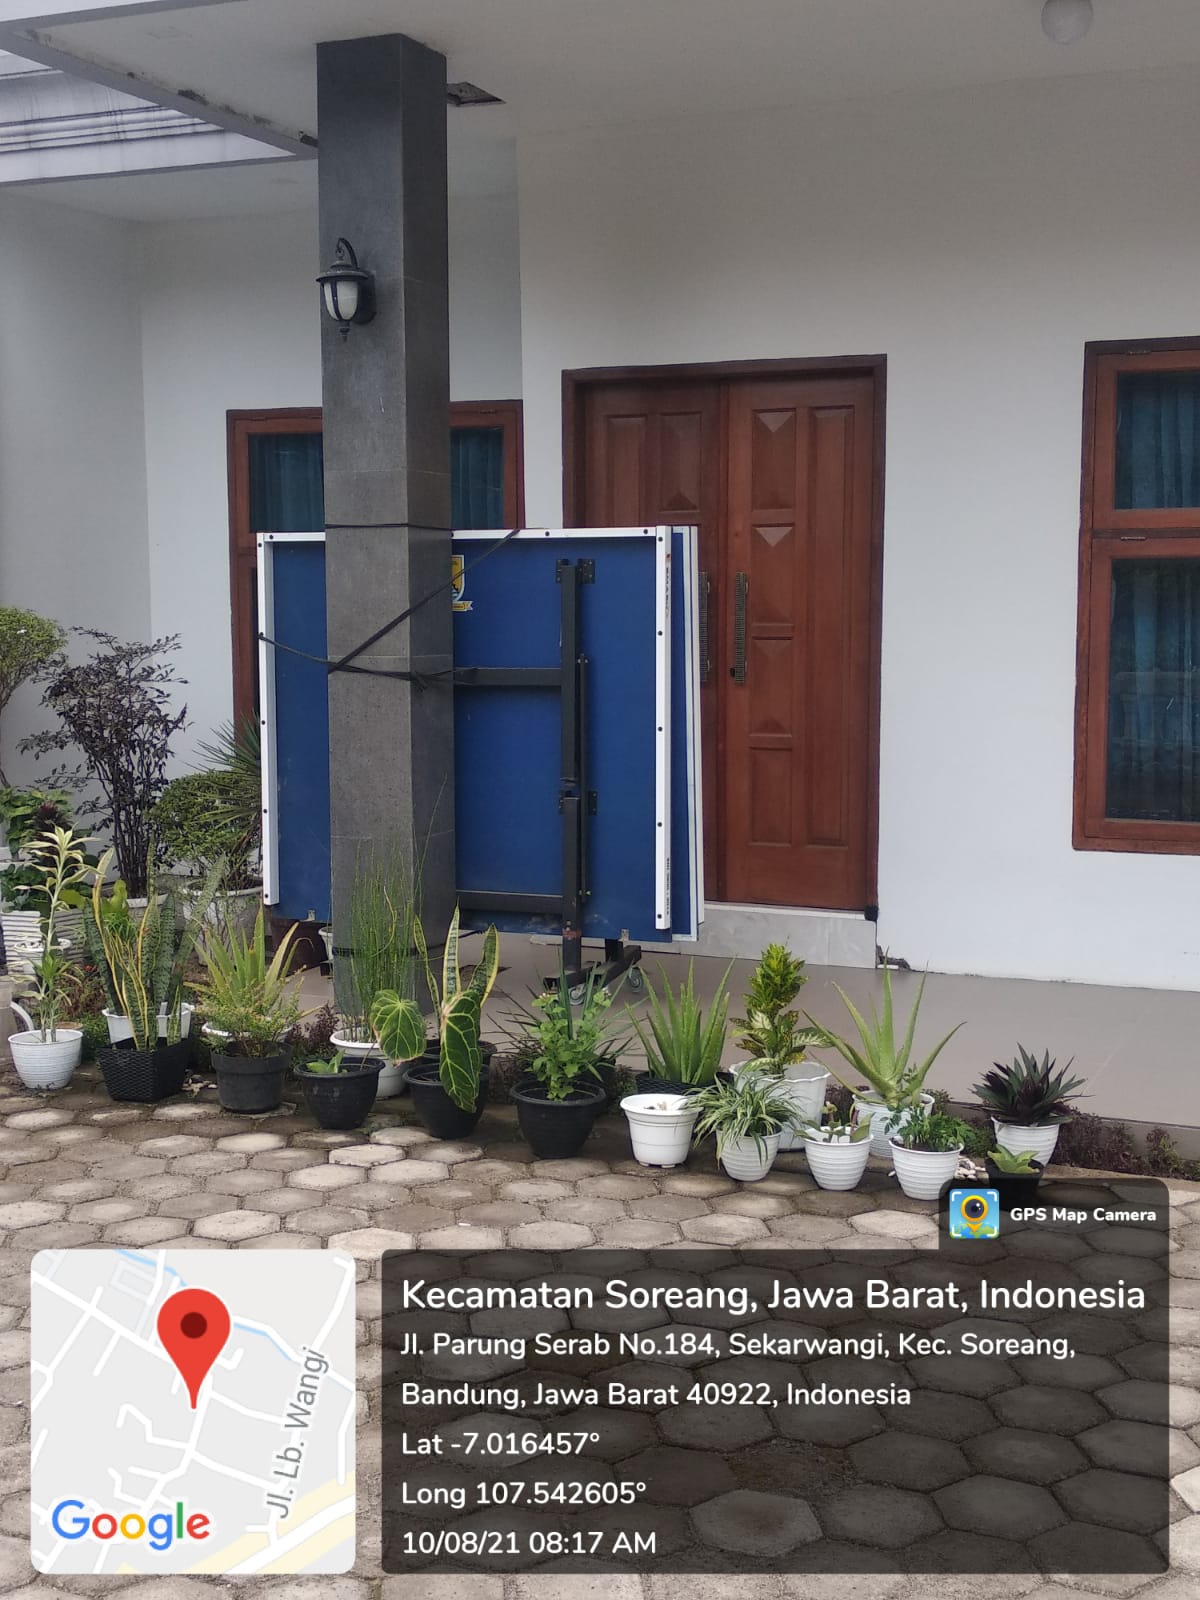 GPS Map Camera
Kecamatan Soreang, Jawa Barat, Indonesia
Jl. Parung Serab No.184, Sekarwangi, Kec. Soreang,
Bandung, Jawa Barat 40922, Indonesia
Lat -7.016457°
Long 107.542605°
10/08/21 08:17 AM
Jl. Lb. Wangi
Google